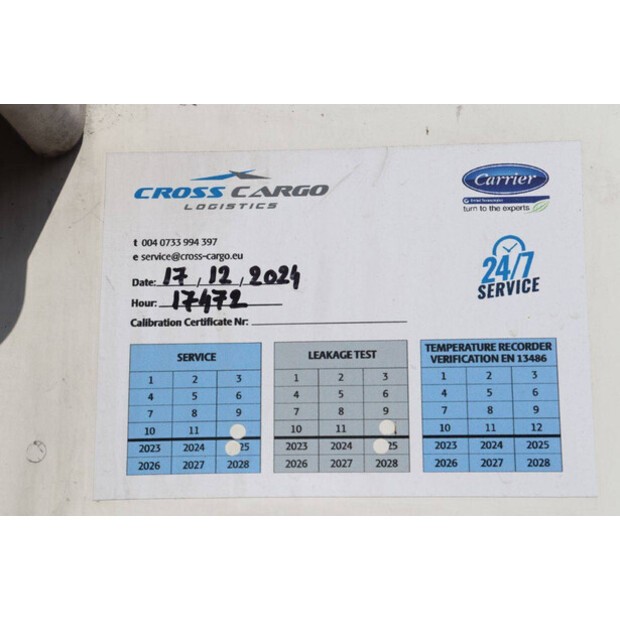 CROSS CARGO
LOGISTICS
Carrier
turn to the experts
t 004 0733 994 397
e service@cross-cargo.eu
24/7
SERVICE
Date: 17, 12, 2024
Hour: 17472
Calibration Certificate Nr:
SERVICE
1 2 3
4 5 6
7 8 9
10 11
2023 2024 25
2026 2027 2028
LEAKAGE TEST
1 2 3
4 5 6
7 8 9
10 11
2023 2024 25
2026 2027 2028
TEMPERATURE RECORDER
VERIFICATION EN 13486
1 2 3
4 5 6
7 8 9
10 11 12
2023 2024 2025
2026 2027 2028